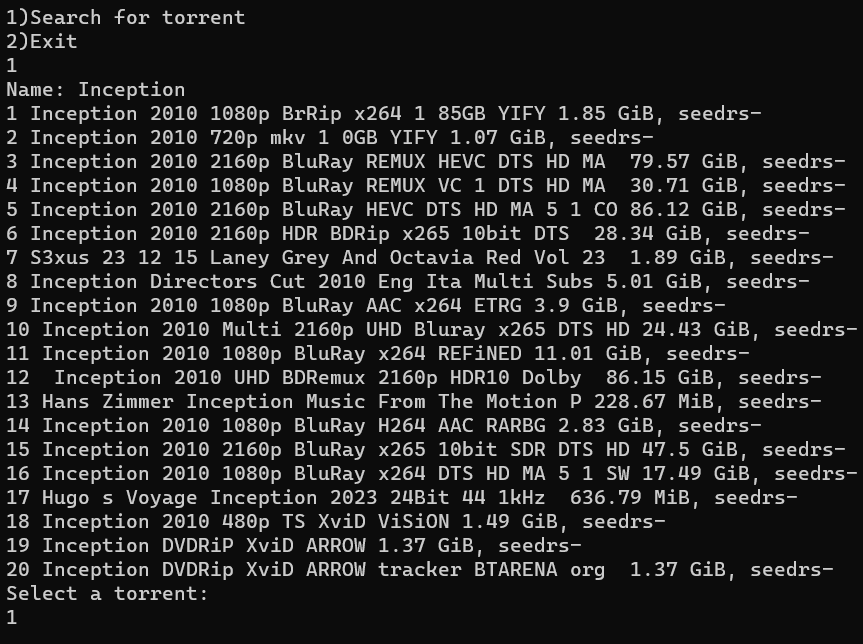 1)Search for torrent
2)Exit
1
Name: Inception
1 Inception 2010 1080p BrRip x264 1 85GB YIFY 1.85 GiB, seedrs-
2 Inception 2010 720p mkv 1 0GB YIFY 1.07 GiB, seedrs-
3 Inception 2010 2160p BluRay REMUX HEVC DTS HD MA  79.57 GiB, seedrs-
4 Inception 2010 1080p BluRay REMUX VC 1 DTS HD MA  30.71 GiB, seedrs-
5 Inception 2010 2160p BluRay HEVC DTS HD MA 5 1 CO 86.12 GiB, seedrs-
6 Inception 2010 2160p HDR BDRip x265 10bit DTS  28.34 GiB, seedrs-
7 S3xus 23 12 15 Laney Grey And Octavia Red Vol 23  1.89 GiB, seedrs-
8 Inception Directors Cut 2010 Eng Ita Multi Subs 5.01 GiB, seedrs-
9 Inception 2010 1080p BluRay AAC x264 ETRG 3.9 GiB, seedrs-
10 Inception 2010 Multi 2160p UHD Bluray x265 DTS HD 24.43 GiB, seedrs-
11 Inception 2010 1080p BluRay x264 REFiNED 11.01 GiB, seedrs-
12  Inception 2010 UHD BDRemux 2160p HDR10 Dolby  86.15 GiB, seedrs-
13 Hans Zimmer Inception Music From The Motion P 228.67 MiB, seedrs-
14 Inception 2010 1080p BluRay H264 AAC RARBG 2.83 GiB, seedrs-
15 Inception 2010 2160p BluRay x265 10bit SDR DTS HD 47.5 GiB, seedrs-
16 Inception 2010 1080p BluRay x264 DTS HD MA 5 1 SW 17.49 GiB, seedrs-
17 Hugo s Voyage Inception 2023 24Bit 44 1kHz  636.79 MiB, seedrs-
18 Inception 2010 480p TS XviD ViSiON 1.49 GiB, seedrs-
19 Inception DVDRiP XviD ARROW 1.37 GiB, seedrs-
20 Inception DVDRip XviD ARROW tracker BTARENA org  1.37 GiB, seedrs-
Select a torrent:
1